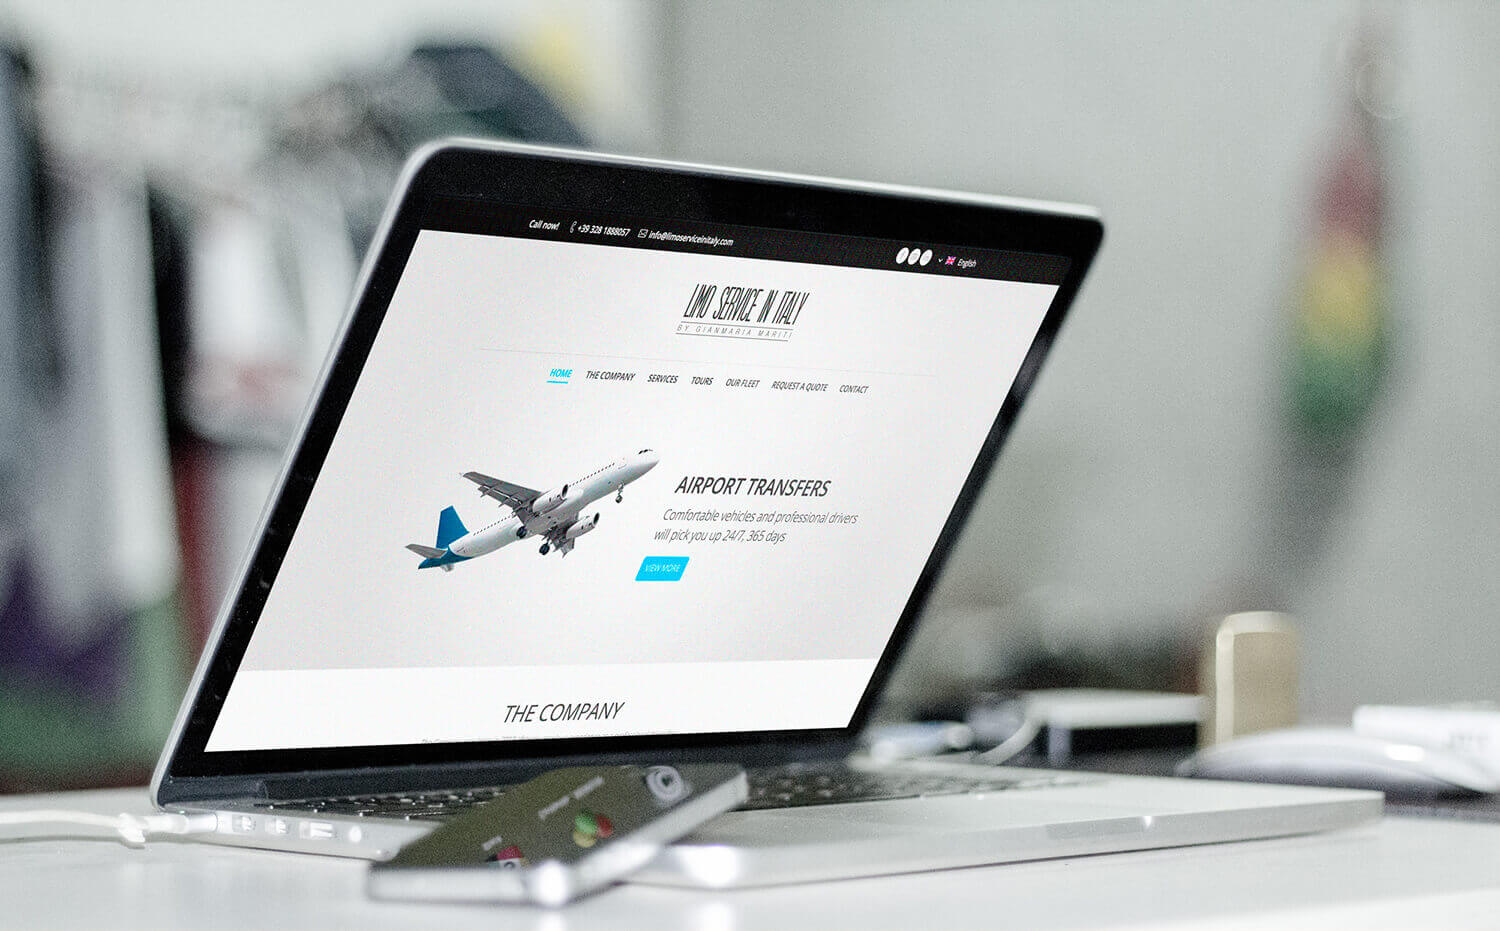 Call now! +39 328 1888057 info@limoserviceinitaly.com
English
LIMO SERVICE IN ITALY
BY GIANMARIA MARITI
HOME THE COMPANY SERVICES TOURS OUR FLEET REQUEST A QUOTE CONTACT
AIRPORT TRANSFERS
Comfortable vehicles and professional drivers
will pick you up 24/7, 365 days
VIEW MORE
THE COMPANY